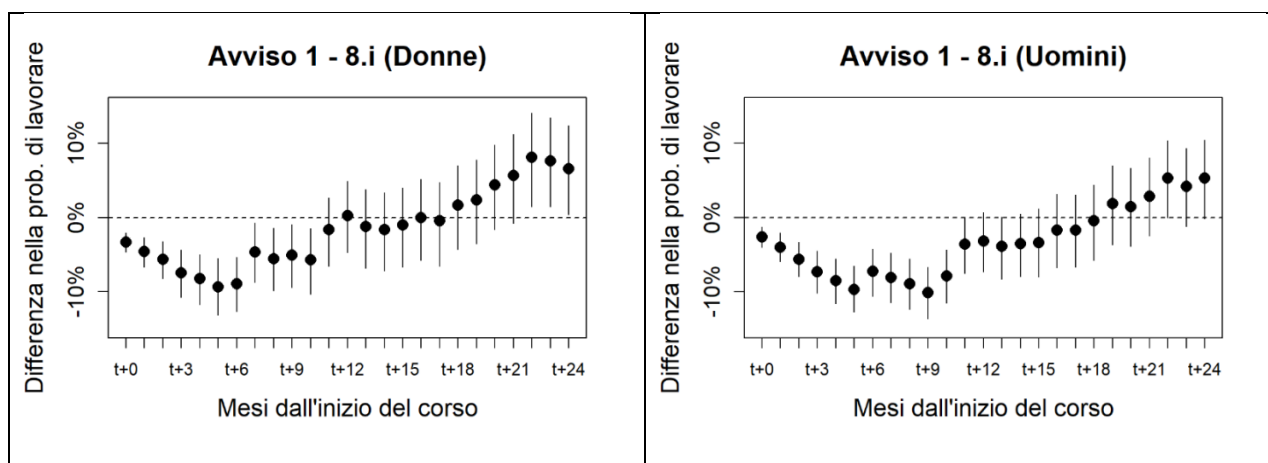 Avviso 1 - 8.i (Donne)
Differenza nella prob. di lavorare
10%
0%
-10%
t+0 t+3 t+6 t+9 t+12 t+15 t+18 t+21 t+24
Mesi dall'inizio del corso
Avviso 1 - 8.i (Uomini)
Differenza nella prob. di lavorare
10%
0%
-10%
t+0 t+3 t+6 t+9 t+12 t+15 t+18 t+21 t+24
Mesi dall'inizio del corso